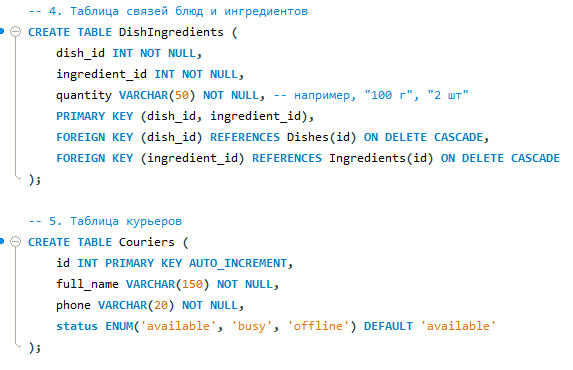 -- 4. Таблица связей блюд и ингредиентов
CREATE TABLE DishIngredients (
dish_id INT NOT NULL,
ingredient_id INT NOT NULL,
quantity VARCHAR(50) NOT NULL, -- например, "100 г", "2 шт"
PRIMARY KEY (dish_id, ingredient_id),
FOREIGN KEY (dish_id) REFERENCES Dishes(id) ON DELETE CASCADE,
FOREIGN KEY (ingredient_id) REFERENCES Ingredients(id) ON DELETE CASCADE
);
-- 5. Таблица курьеров
CREATE TABLE Couriers (
id INT PRIMARY KEY AUTO_INCREMENT,
full_name VARCHAR(150) NOT NULL,
phone VARCHAR(20) NOT NULL,
status ENUM('available', 'busy', 'offline') DEFAULT 'available'
);